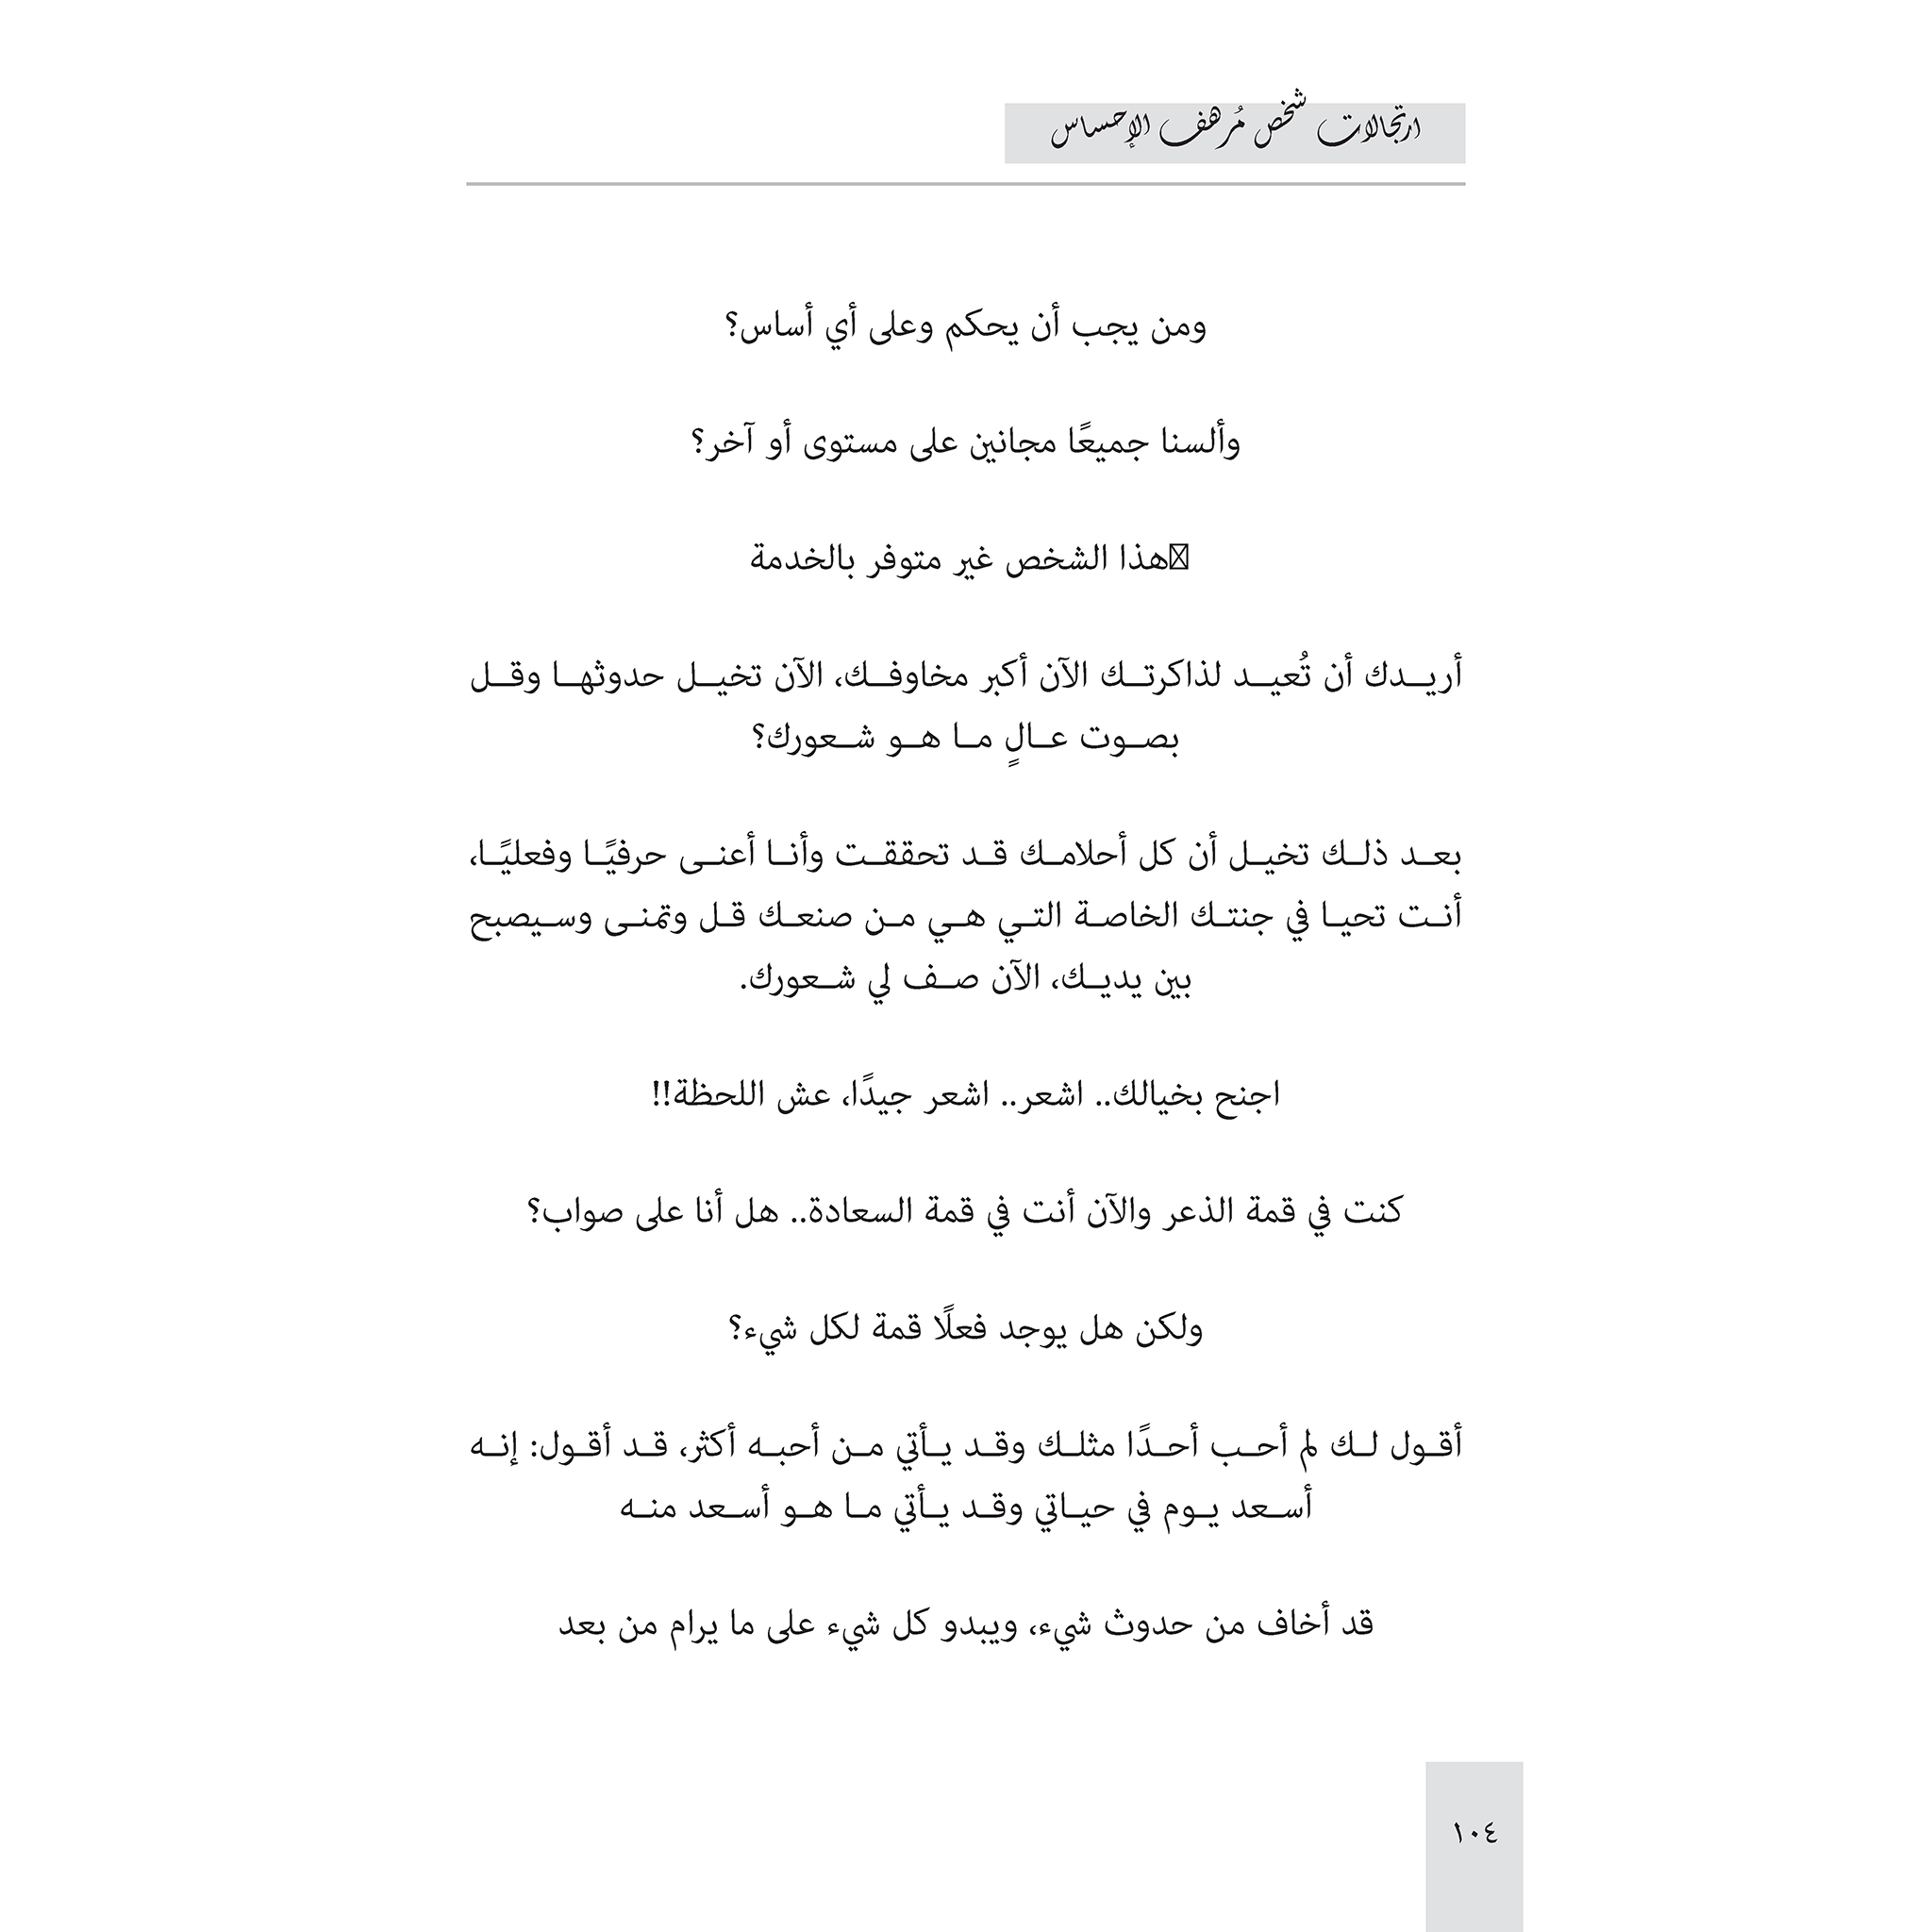 ارتجالات شخص مُرهف الإحساس
ومن يجب أن يحكم وعلى أي أساس؟
وألسنا جميعًا مجانين على مستوى أو آخر؟
هذا الشخص غير متوفر بالخدمة
أريدك أن تُعيد لذاكرتك الآن أكبر مخاوفك، الآن تخيل حدوثها وقل
بصوت عالٍ ما هو شعورك؟
بعد ذلك تخيل أن كل أحلامك قد تحققت وأنا أعنى حرفيًا وفعليًا،
أنت تحيا في جنتك الخاصة التي هي من صنعك قل وتمنى وسيصبح
بين يديك، الآن صف لي شعورك.
اجنح بخيالك.. اشعر.. اشعر جيدًا، عش اللحظة!!
كنت في قمة الذعر والآن أنت في قمة السعادة.. هل أنا على صواب؟
ولكن هل يوجد فعلًا قمة لكل شيء؟
أقول لك لم أحب أحدًا مثلك وقد يأتي من أحبه أكثر، قد أقول: إنه
أسعد يوم في حياتي وقد يأتي ما هو أسعد منه
قد أخاف من حدوث شيء، ويبدو كل شيء على ما يرام من بعد
١٠٤